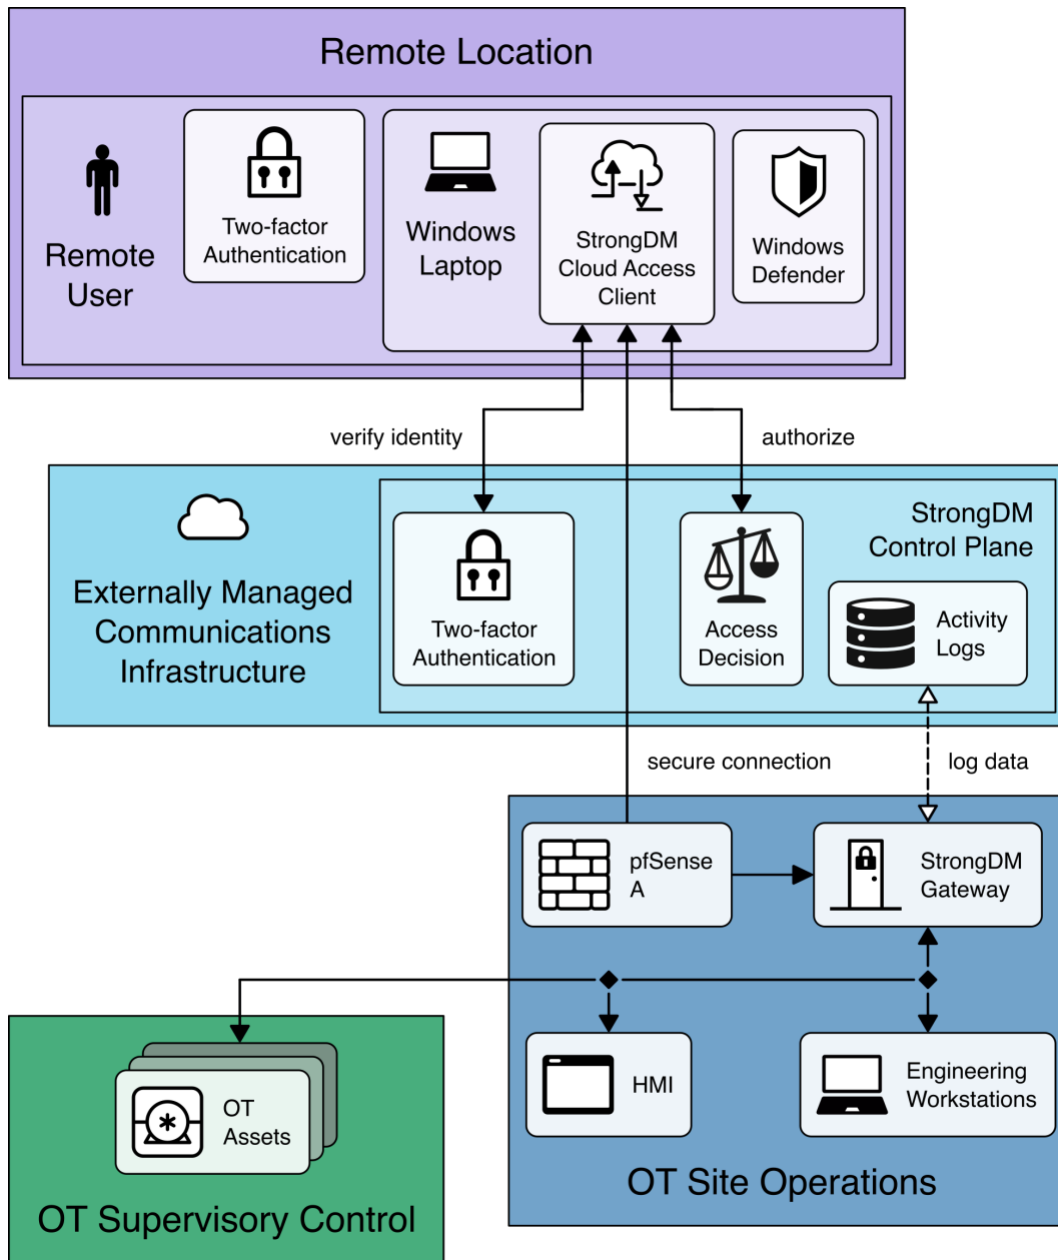 Remote Location
Remote
User
Two-factor
Authentication
Windows
Laptop
StrongDM
Cloud Access
Client
Windows
Defender
verify identity
authorize
Externally Managed
Communications
Infrastructure
Two-factor
Authentication
Access
Decision
StrongDM
Control Plane
Activity
Logs
secure connection
log data
pfSense
A
StrongDM
Gateway
HMI
Engineering
Workstations
OT Site Operations
OT
Assets
OT Supervisory Control